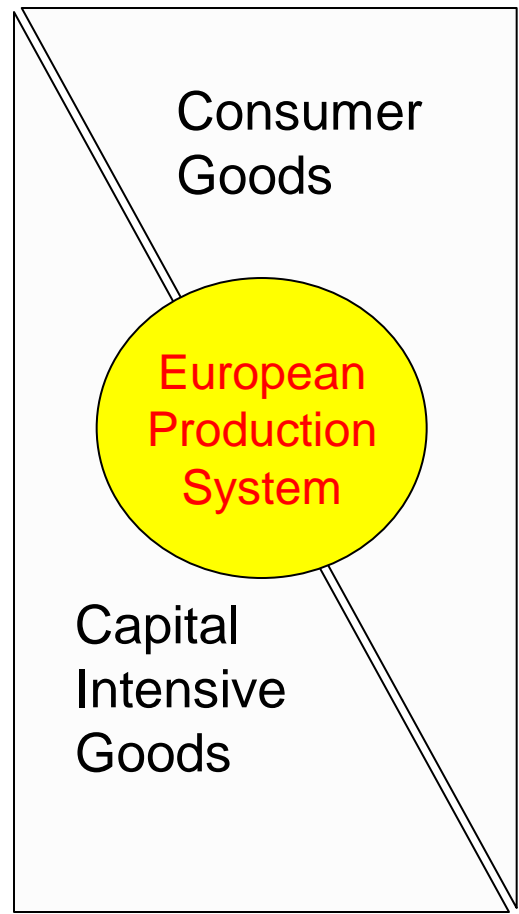 Consumer
Goods
European
Production
System
Capital
Intensive
Goods